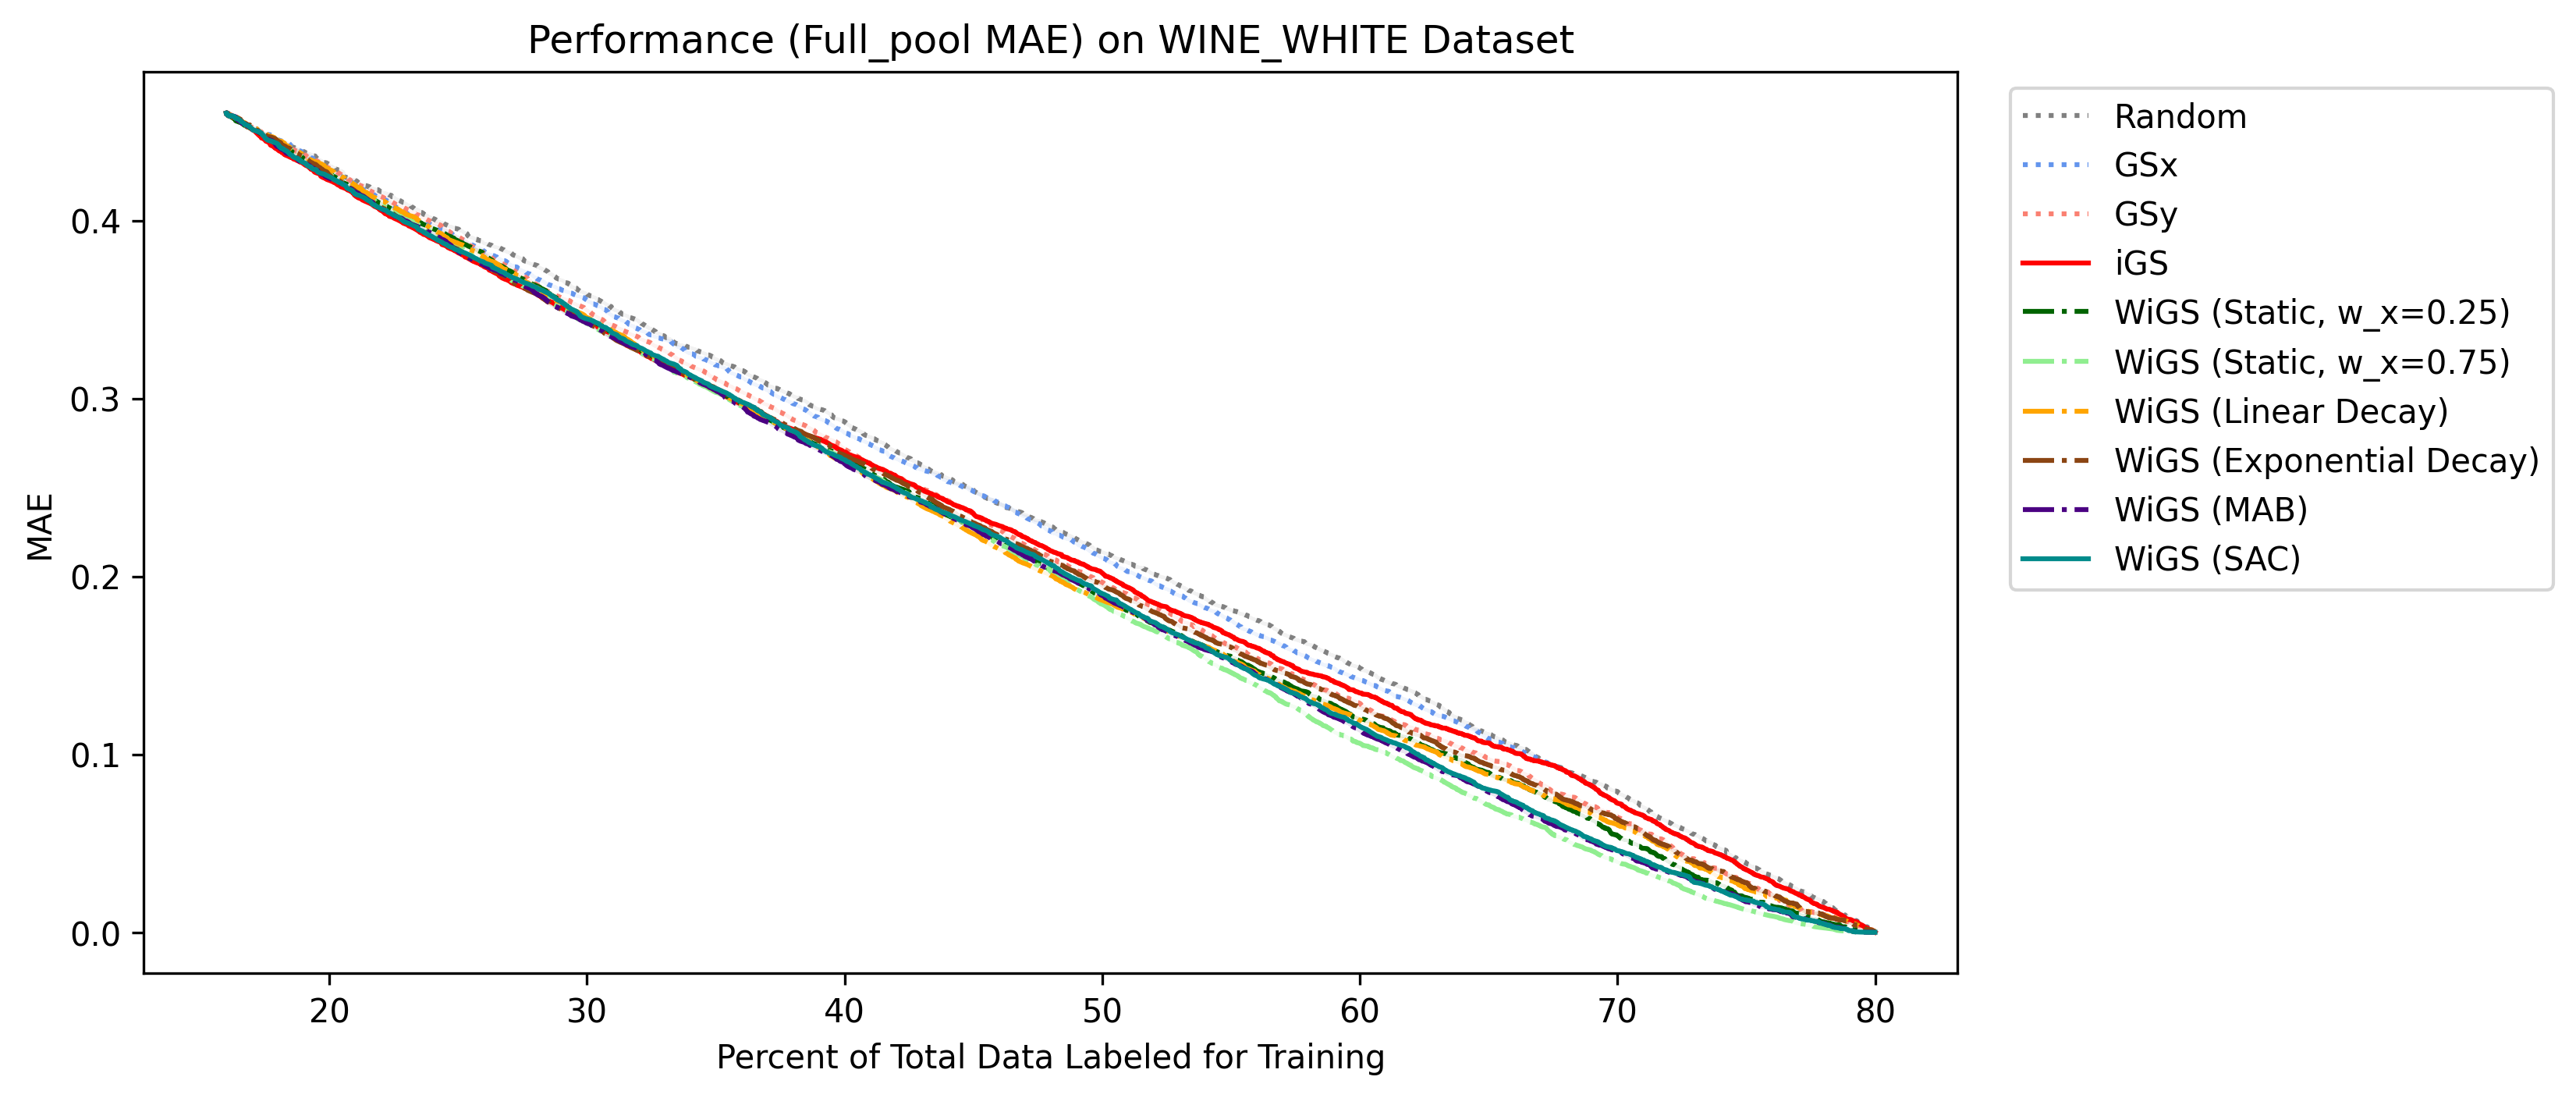 Performance (Full_pool MAE) on WINE_WHITE Dataset
MAE
0.4
0.3
0.2
0.1
0.0
20 30 40 50 60 70 80
Percent of Total Data Labeled for Training
Random
GSx
GSy
iGS
WiGS (Static, w_x=0.25)
WiGS (Static, w_x=0.75)
WiGS (Linear Decay)
WiGS (Exponential Decay)
WiGS (MAB)
WiGS (SAC)